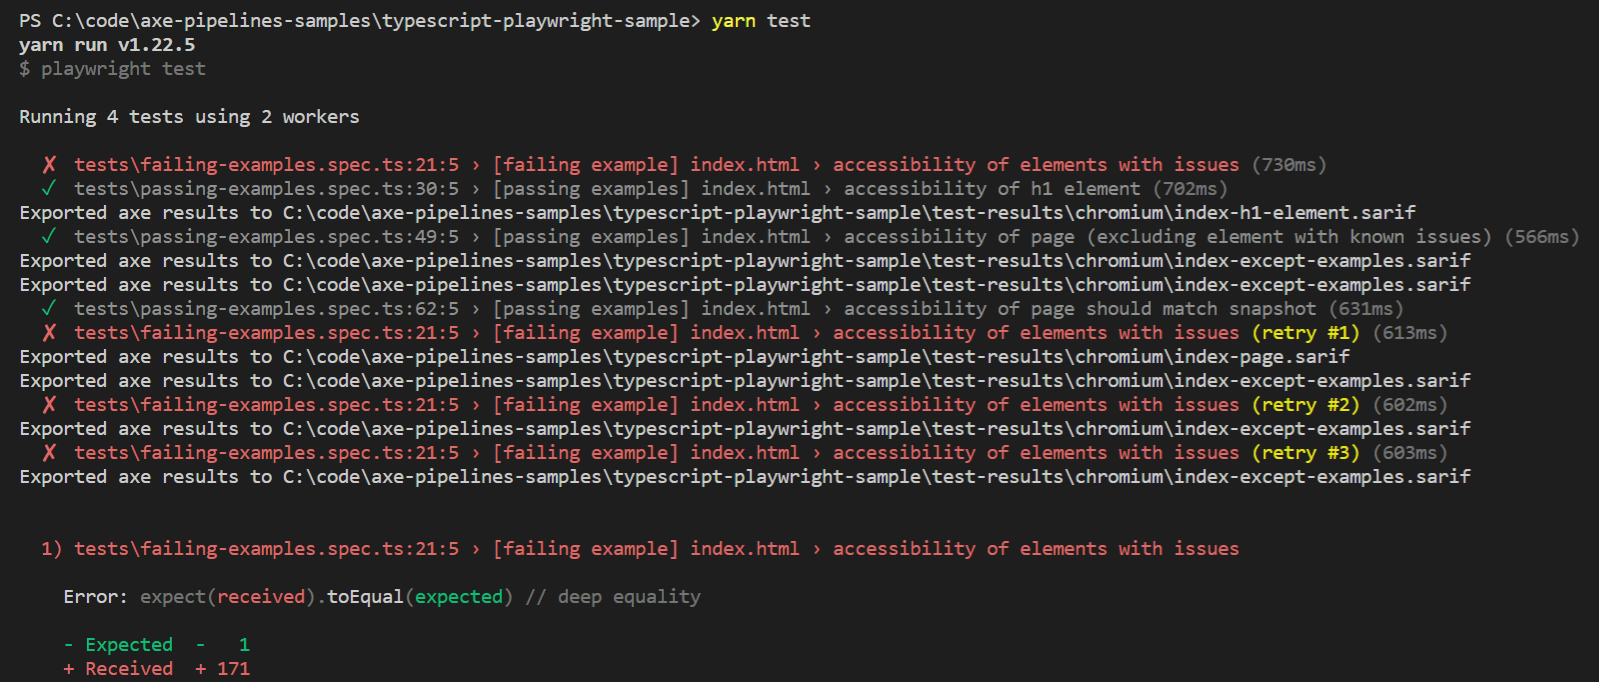 PS C:\code\axe-pipelines-samples\typescript-playwright-sample> yarn test
yarn run v1.22.5
$ playwright test
Running 4 tests using 2 workers
✗ tests\failing-examples.spec.ts:21:5 › [failing example] index.html › accessibility of elements with issues (730ms)
✓ tests\passing-examples.spec.ts:30:5 › [passing examples] index.html › accessibility of h1 element (702ms)
Exported axe results to C:\code\axe-pipelines-samples\typescript-playwright-sample\test-results\chromium\index-h1-element.sarif
✓ tests\passing-examples.spec.ts:49:5 › [passing examples] index.html › accessibility of page (excluding element with known issues) (566ms)
Exported axe results to C:\code\axe-pipelines-samples\typescript-playwright-sample\test-results\chromium\index-except-examples.sarif
Exported axe results to C:\code\axe-pipelines-samples\typescript-playwright-sample\test-results\chromium\index-except-examples.sarif
✓ tests\passing-examples.spec.ts:62:5 › [passing examples] index.html › accessibility of page should match snapshot (631ms)
✗ tests\failing-examples.spec.ts:21:5 › [failing example] index.html › accessibility of elements with issues (retry #1) (613ms)
Exported axe results to C:\code\axe-pipelines-samples\typescript-playwright-sample\test-results\chromium\index-page.sarif
Exported axe results to C:\code\axe-pipelines-samples\typescript-playwright-sample\test-results\chromium\index-except-examples.sarif
✗ tests\failing-examples.spec.ts:21:5 › [failing example] index.html › accessibility of elements with issues (retry #2) (602ms)
Exported axe results to C:\code\axe-pipelines-samples\typescript-playwright-sample\test-results\chromium\index-except-examples.sarif
✗ tests\failing-examples.spec.ts:21:5 › [failing example] index.html › accessibility of elements with issues (retry #3) (603ms)
Exported axe results to C:\code\axe-pipelines-samples\typescript-playwright-sample\test-results\chromium\index-except-examples.sarif
1) tests\failing-examples.spec.ts:21:5 › [failing example] index.html › accessibility of elements with issues
Error: expect(received).toEqual(expected) // deep equality
- Expected  -   1
+ Received  + 171